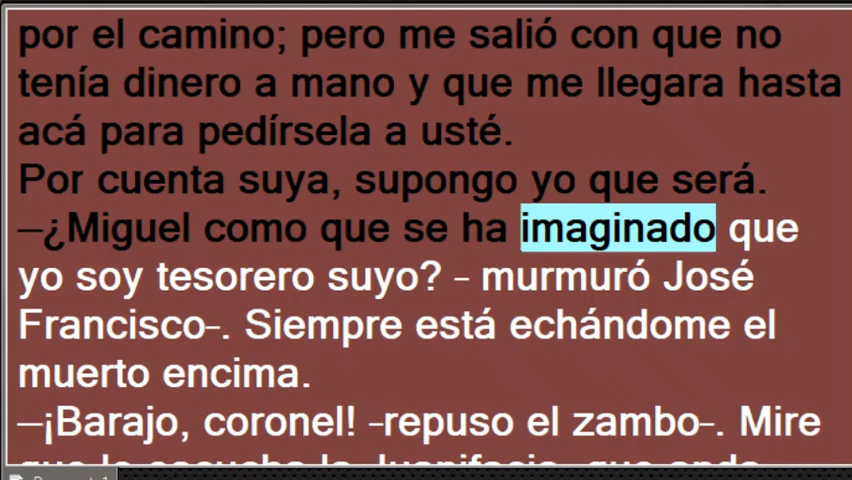 por el camino; pero me salió con que no
tenía dinero a mano y que me llegara hasta
acá para pedírsela a usté.
Por cuenta suya, supongo yo que será.
–¿Miguel como que se ha imaginado que
yo soy tesorero suyo? - murmuró José
Francisco-. Siempre está echándome el
muerto encima.
–¡Barajo, coronel! -repuso el zambo-. Mire